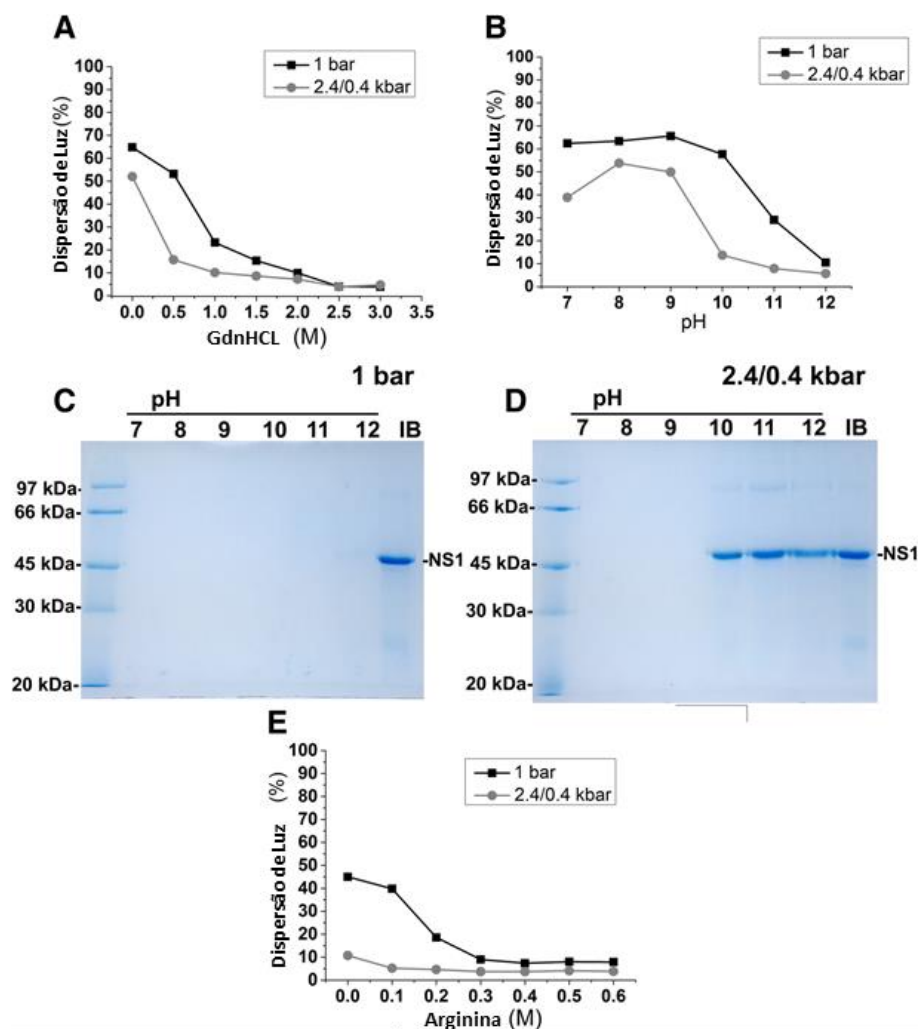 A
1 bar
2.4/0.4 kbar
Dispersão de Luz (%)
100
90
80
70
60
50
40
30
20
10
0
0.0 0.5 1.0 1.5 2.0 2.5 3.0 3.5
GdnHCL (M)
B
1 bar
2.4/0.4 kbar
Dispersão de Luz (%)
100
90
80
70
60
50
40
30
20
10
0
7 8 9 10 11 12
pH
C
1 bar
pH
7 8 9 10 11 12 IB
97 kDa-
66 kDa-
45 kDa-
30 kDa-
20 kDa-
-NS1
D
2.4/0.4 kbar
pH
7 8 9 10 11 12 IB
97 kDa-
66 kDa-
45 kDa-
30 kDa-
20 kDa-
-NS1
E
1 bar
2.4/0.4 kbar
Dispersão de Luz (%)
100
90
80
70
60
50
40
30
20
10
0
0.0 0.1 0.2 0.3 0.4 0.5 0.6
Arginina (M)